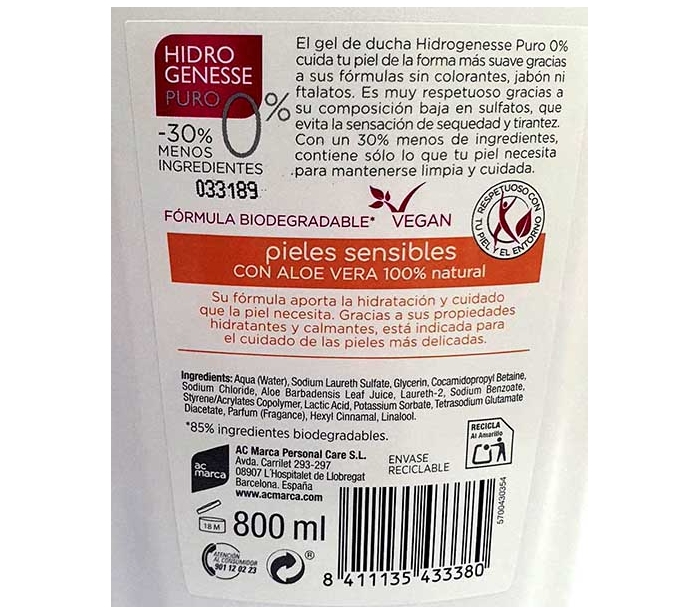 HIDRO
GENESSE
PURO 0%
-30%
MENOS
INGREDIENTES
033189
El gel de ducha Hidrogenesse Puro 0%
cuida tu piel de la forma más suave gracias
a sus fórmulas sin colorantes, jabón ni
ftalatos. Es muy respetuoso gracias a
su composición baja en sulfatos, que
evita la sensación de sequedad y tirantez.
Con un 30% menos de ingredientes,
contiene sólo lo que tu piel necesita
para mantenerse limpia y cuidada.
FÓRMULA BIODEGRADABLE* VEGAN
RESPETUOSO CON
TU PIEL Y EL ENTORNO
pieles sensibles
CON ALOE VERA 100% natural
Su fórmula aporta la hidratación y cuidado
que la piel necesita. Gracias a sus propiedades
hidratantes y calmantes, está indicada para
el cuidado de las pieles más delicadas.
Ingredients: Aqua (Water), Sodium Laureth Sulfate, Glycerin, Cocamidopropyl Betaine,
Sodium Chloride, Aloe Barbadensis Leaf Juice, Laureth-2, Sodium Benzoate,
Styrene/Acrylates Copolymer, Lactic Acid, Potassium Sorbate, Tetrasodium Glutamate
Diacetate, Parfum (Fragance), Hexyl Cinnamal, Linalool.
*85% ingredientes biodegradables.
ac
marca
AC Marca Personal Care S.L.
Avda. Carrilet 293-297
08907 L'Hospitalet de Llobregat
Barcelona. España
www.acmarca.com
ENVASE
RECICLABLE
RECICLA
Al Amarillo
18 M
800 ml
ATENCIÓN
AL CONSUMIDOR
901 12 02 23
®
8 411135 433380
5700430354